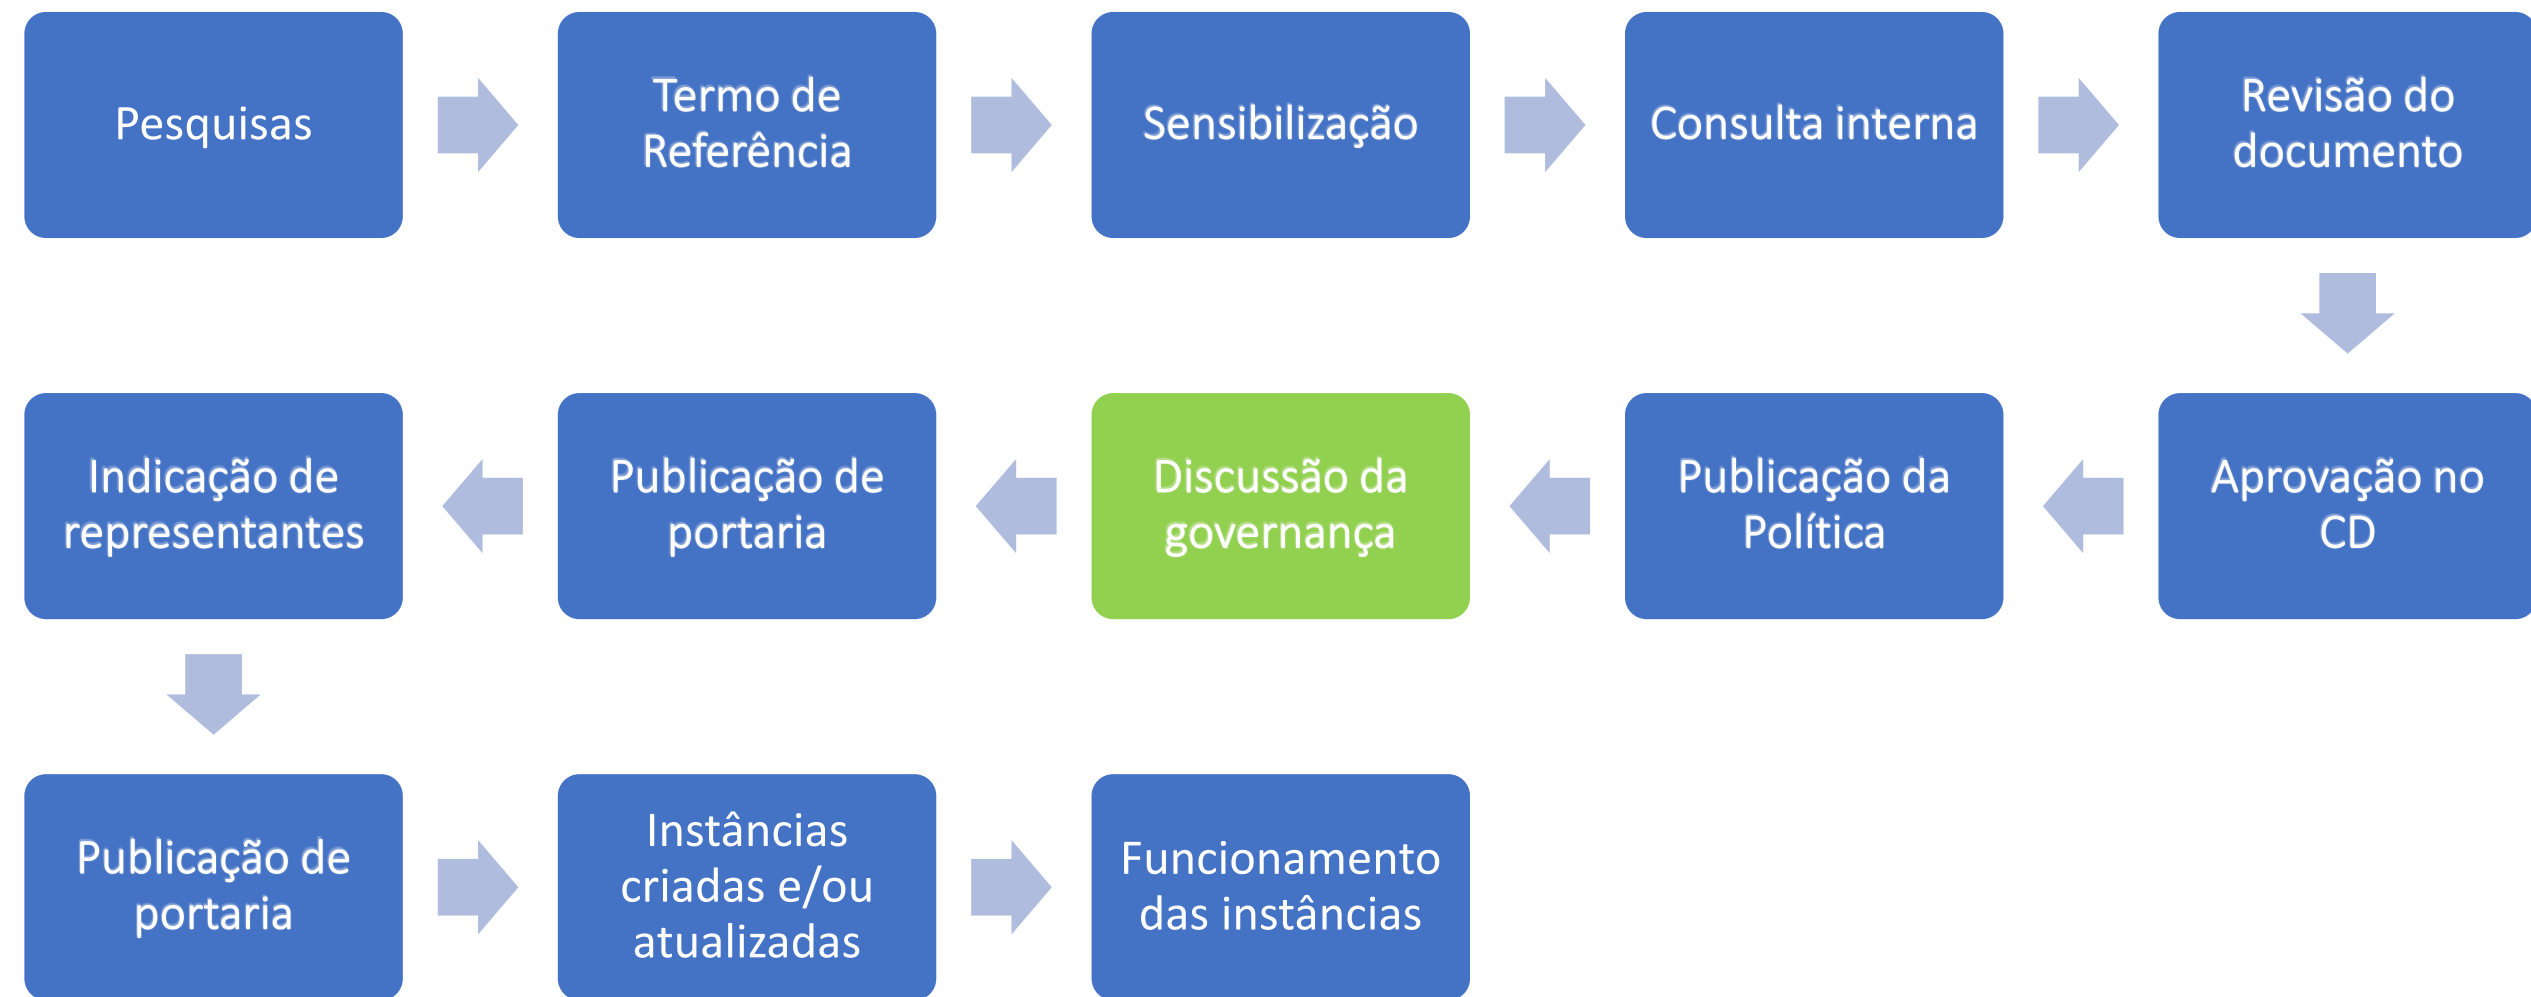 Pesquisas
Termo de
Referência
Sensibilização
Consulta interna
Revisão do
documento
Aprovação no
CD
Publicação da
Política
Discussão da
governança
Publicação de
portaria
Indicação de
representantes
Publicação de
portaria
Instâncias
criadas e/ou
atualizadas
Funcionamento
das instâncias